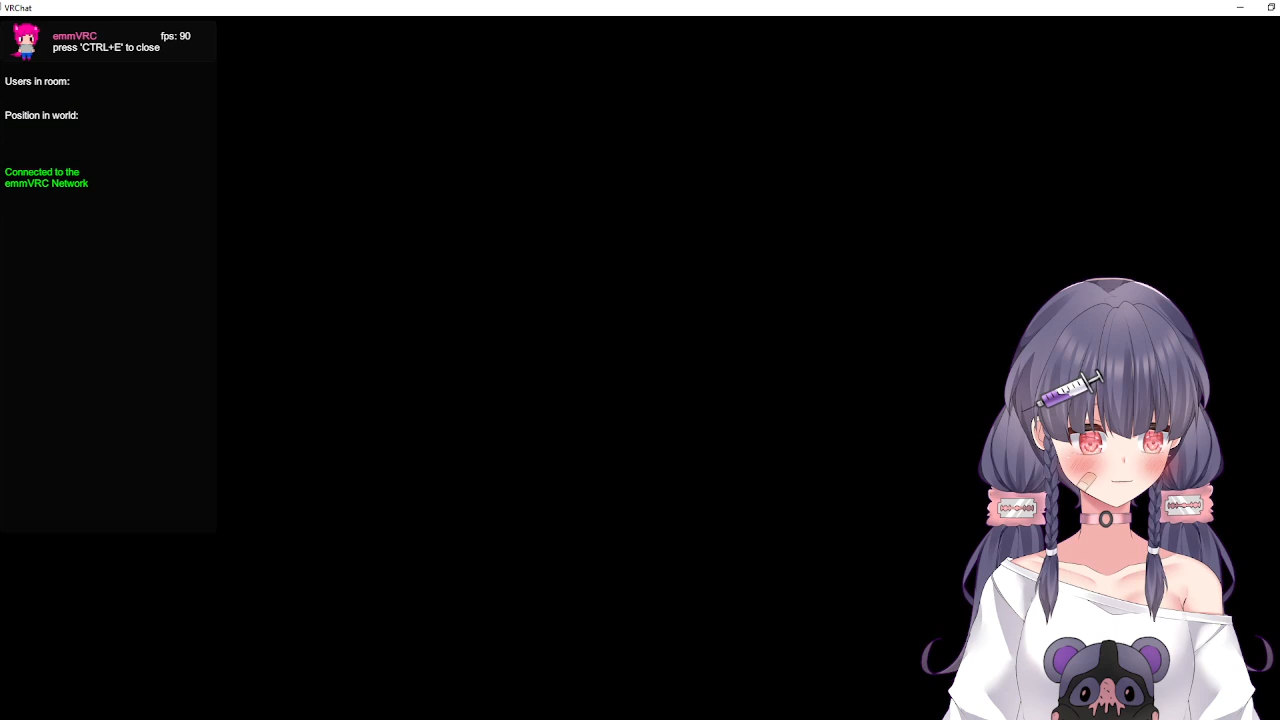 VRChat
emmVRC fps: 90
press 'CTRL+E' to close
Users in room:
Position in world:
Connected to the
emmVRC Network